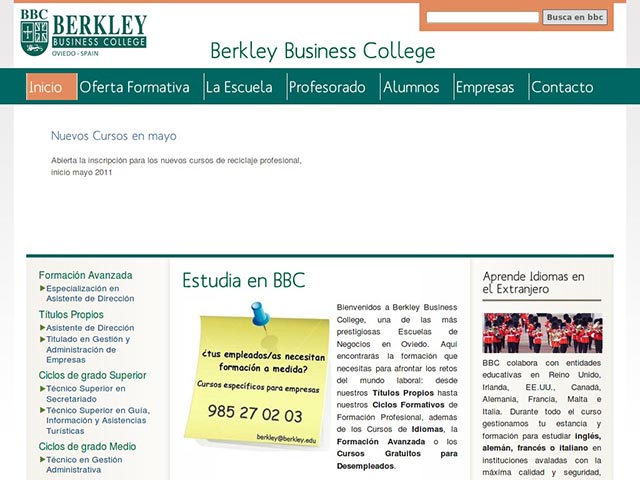 BBC
BERKLEY
BUSINESS COLLEGE
OVIEDO - SPAIN
Berkley Business College
Busca en bbc
Inicio
Oferta Formativa
La Escuela
Profesorado
Alumnos
Empresas
Contacto
Nuevos Cursos en mayo
Abierta la inscripción para los nuevos cursos de reciclaje profesional,
inicio mayo 2011
Formación Avanzada
Especialización en
Asistente de Dirección
Títulos Propios
Asistente de Dirección
Titulado en Gestión y
Administración de
Empresas
Ciclos de grado Superior
Técnico Superior en
Secretariado
Técnico Superior en Guía,
Información y Asistencias
Turísticas
Ciclos de grado Medio
Técnico en Gestión
Administrativa
Estudia en BBC
¿tus empleados/as necesitan
formación a medida?
Cursos específicos para empresas
985 27 02 03
berkley@berkley.edu
Bienvenidos a Berkley Business
College, una de las más
prestigiosas Escuelas de
Negocios en Oviedo. Aquí
encontrarás la formación que
necesitas para afrontar los retos
del mundo laboral: desde
nuestros Títulos Propios hasta
nuestros Ciclos Formativos de
Formación Profesional, además
de los Cursos de Idiomas, la
Formación Avanzada o los
Cursos Gratuitos para
Desempleados.
Aprende Idiomas en
el Extranjero
BBC colabora con entidades
educativas en Reino Unido,
Irlanda, EE.UU., Canadá,
Alemania, Francia, Malta e
Italia. Durante todo el curso
gestionamos tu estancia y
formación para estudiar inglés,
alemán, francés o italiano en
instituciones avaladas con la
máxima calidad y seguridad,